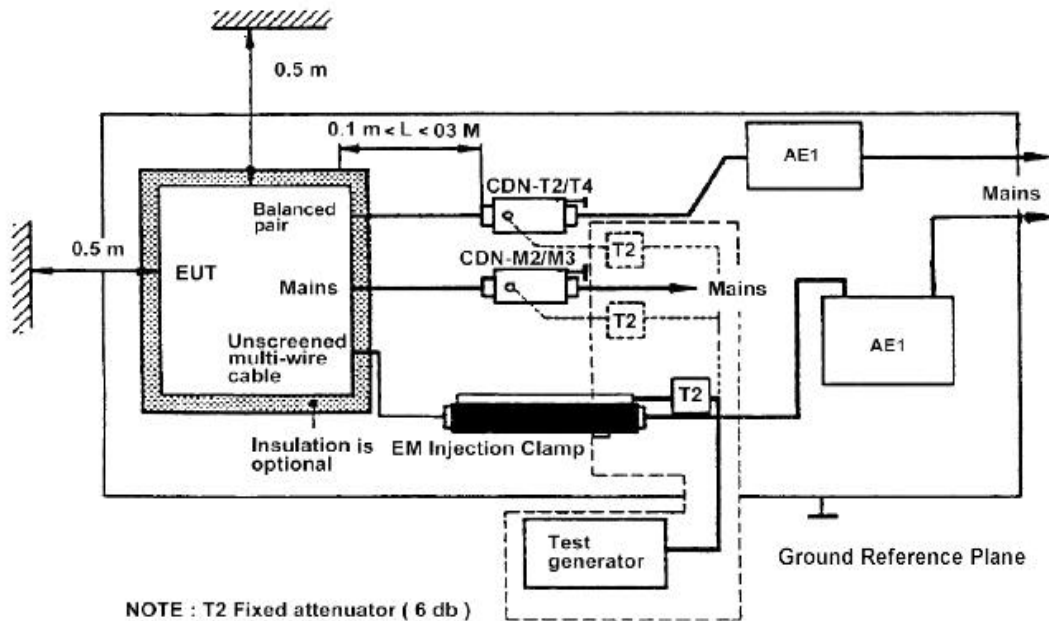 0.5 m
0.1 m < L < 03 M
AE1
CDN-T2/T4
Balanced
pair
Mains
T2
0.5 m
CDN-M2/M3
EUT
Mains
Mains
T2
AE1
Unscreened
multi-wire
cable
T2
Insulation is
optional
EM Injection Clamp
Test
generator
Ground Reference Plane
NOTE : T2 Fixed attenuator ( 6 db )